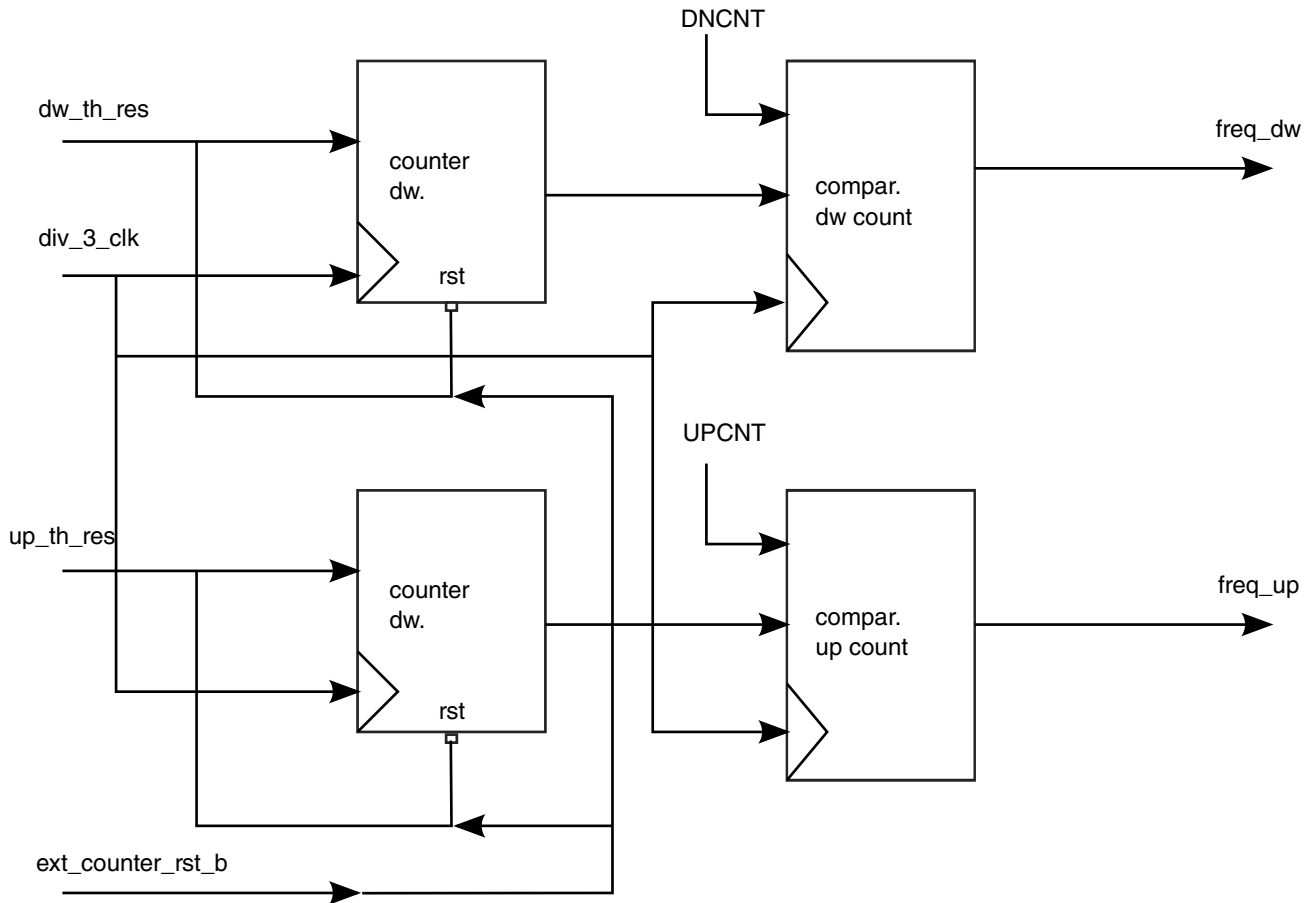 DNCNT
dw_th_res
freq_dw
counter
dw.
compar.
dw count
div_3_clk
rst
UPCNT
up_th_res
counter
dw.
freq_up
compar.
up count
rst
ext_counter_rst_b